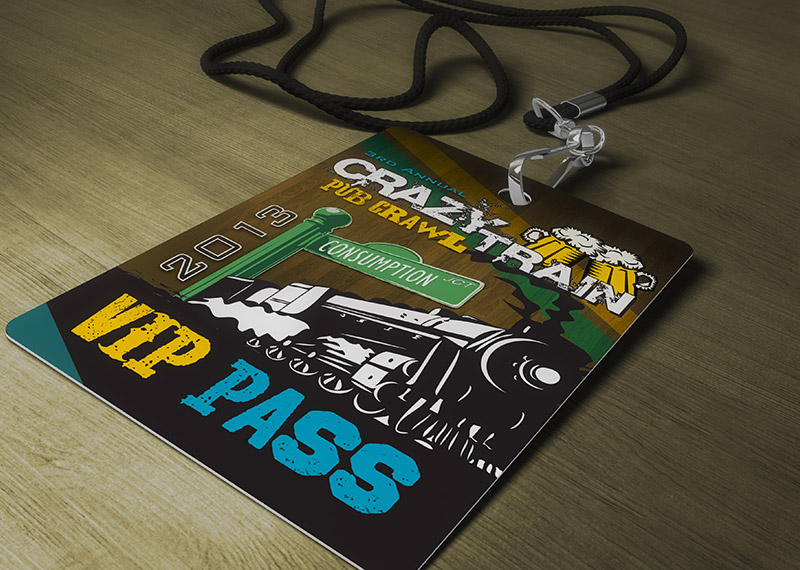 3RD ANNUAL
CRAZY TRAIN
PUB CRAWL
2013
CONSUMPTION JCT
VIP PASS